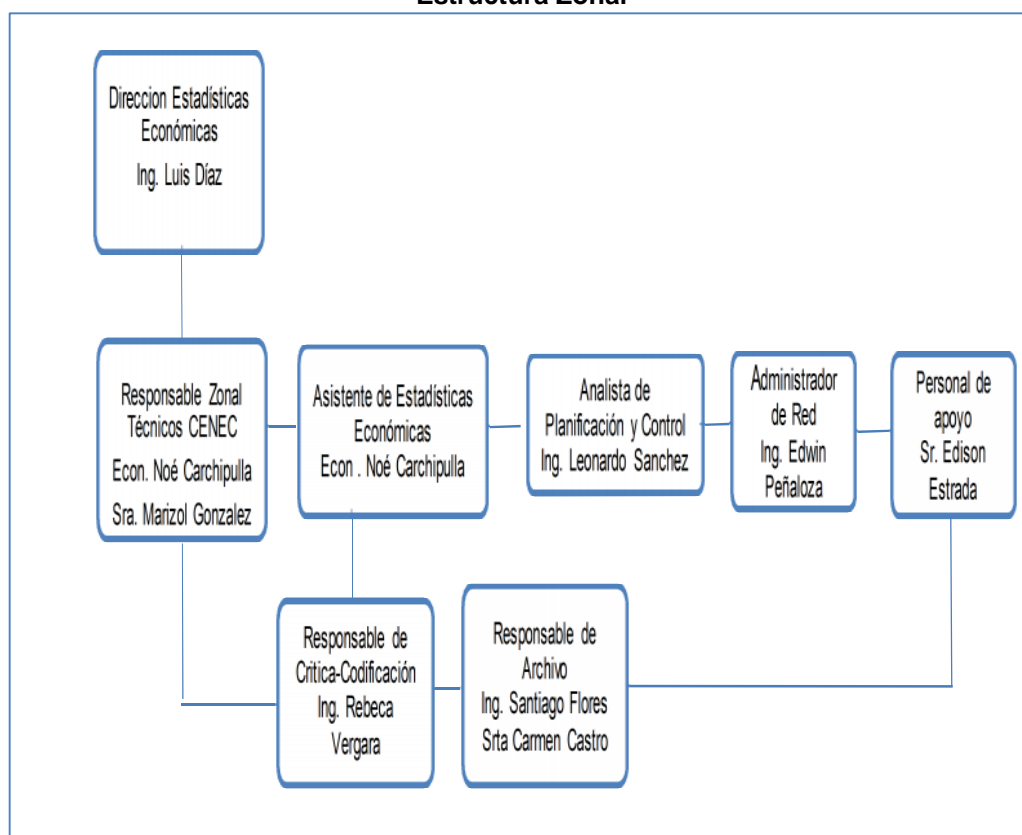 Estructura Zonal
Direccion Estadísticas
Económicas
Ing. Luis Díaz
Responsable Zonal
Técnicos CENEC
Econ. Noé Carchipulla
Sra. Marizol Gonzalez
Asistente de Estadísticas
Económicas
Econ . Noé Carchipulla
Analista de
Planificación y Control
Ing. Leonardo Sanchez
Administrador
de Red
Ing. Edwin
Peñaloza
Personal de
apoyo
Sr. Edison
Estrada
Responsable de
Critica-Codificación
Ing. Rebeca
Vergara
Responsable de
Archivo
Ing. Santiago Flores
Srta Carmen Castro